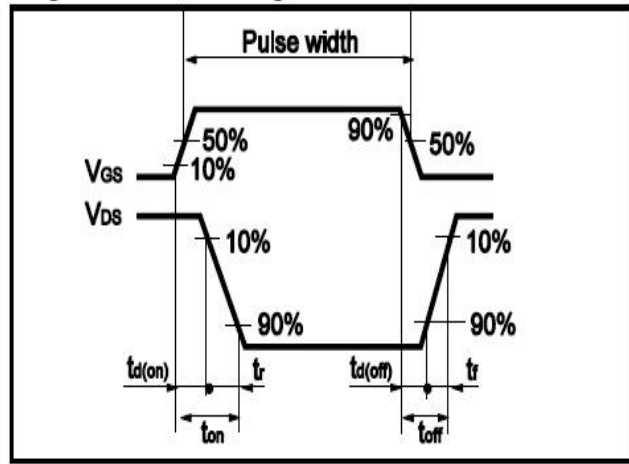 Pulse width
90%
50%
50%
10%
VGS
VDS
10%
10%
90%
90%
td(on)
tr
td(off)
tf
ton
toff